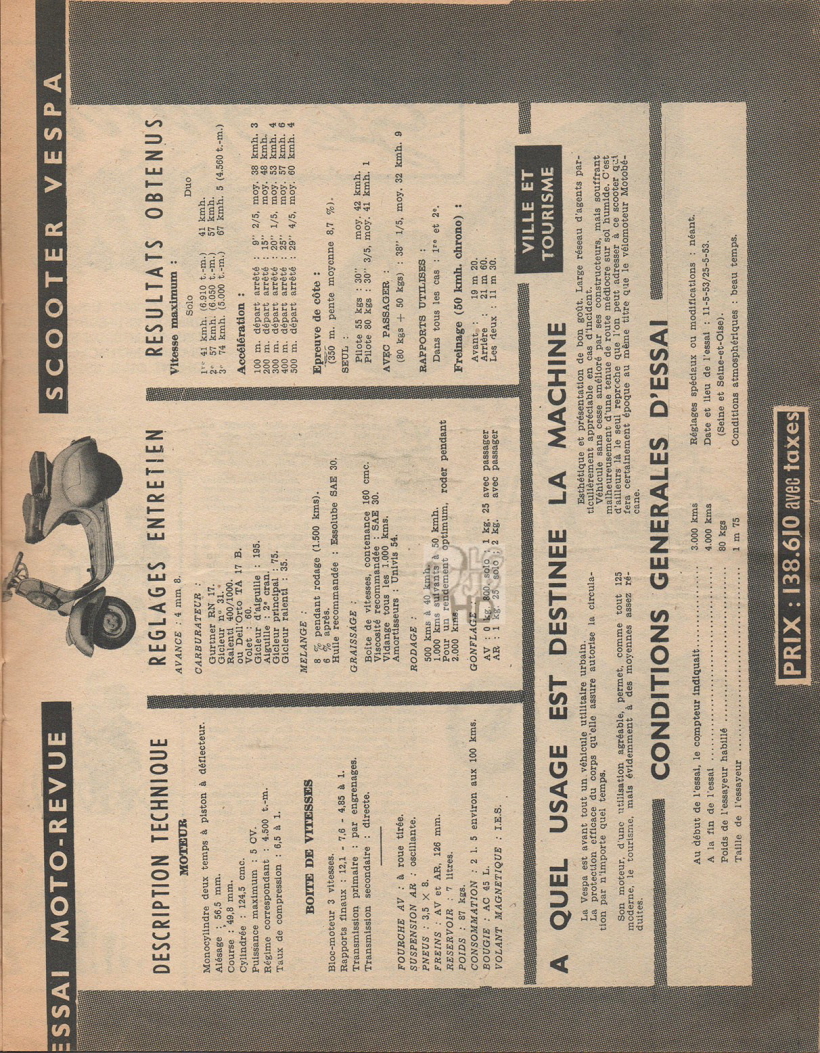 ESSAI MOTO-REVUE
SCOOTER VESPA
DESCRIPTION TECHNIQUE
MOTEUR
Monocylindre deux temps à piston à déflecteur.
Alésage : 56,5 mm.
Course : 49,8 mm.
Cylindrée : 124,5 cmc.
Puissance maximum : 5 CV.
Régime correspondant : 4.500 t.-m.
Taux de compression : 6,5 à 1.
BOITE DE VITESSES
Bloc-moteur 3 vitesses.
Rapports finaux : 12,1 - 7,6 - 4,85 à 1.
Transmission primaire : par engrenages.
Transmission secondaire : directe.
FOURCHE AV : à roue tirée.
SUSPENSION AR : oscillante.
PNEUS : 3,5 × 8.
FREINS : AV et AR, 126 mm.
RESERVOIR : 7 litres.
POIDS : 87 kgs.
CONSOMMATION : 2 l. 5 environ aux 100 kms.
BOUGIE : AC 45 L.
VOLANT MAGNETIQUE : I.E.S.
REGLAGES ENTRETIEN
AVANCE : 4 mm 8.
CARBURATEUR :
Gurtner RN 17.
Gicleur n° 31.
Ralenti 400/1000.
ou Dell'Orto TA 17 B.
Volet : 60.
Gicleur d'aiguille : 195.
Aiguille : 2e cran.
Gicleur principal : 75.
Gicleur ralenti : 35.
MELANGE :
8 % pendant rodage (1.500 kms).
6 % après.
Huile recommandée : Essolube SAE 30.
GRAISSAGE :
Boite de vitesses, contenance 160 cmc.
Viscosité recommandée : SAE 30.
Vidange tous les 1.000 kms.
Amortisseurs : Univis 54.
RODAGE :
500 kms à 40 kmh.
1.000 kms suivants à 50 kmh.
Pour un rendement optimum, roder pendant
2.000 kms.
GONFLAGE :
AV : 0 kg 800 solo ; 1 kg. 25 avec passager
AR : 1 kg. 25 solo ; 2 kg. avec passager
RESULTATS OBTENUS
Vitesse maximum :
Solo Duo
1re 41 kmh. (6.910 t.-m.) 41 kmh.
2e 57 kmh. (6.050 t.-m.) 57 kmh.
3e 74 kmh. (5.000 t.-m.) 67 kmh. 5 (4.560 t.-m.)
Accélération :
100 m. départ arrêté : 9" 2/5, moy. 38 kmh. 3
200 m. départ arrêté : 15" moy. 48 kmh.
300 m. départ arrêté : 20" 1/5, moy. 53 kmh. 4
400 m. départ arrêté : 25" moy. 57 kmh. 6
500 m. départ arrêté : 29" 4/5, moy. 60 kmh. 4
Epreuve de côte :
(350 m. pente moyenne 8,7 %).
SEUL :
Pilote 55 kgs : 30" moy. 42 kmh.
Pilote 80 kgs : 30" 3/5, moy. 41 kmh. 1
AVEC PASSAGER :
(80 kgs + 50 kgs) : 38" 1/5, moy. 32 kmh. 9
RAPPORTS UTILISES :
Dans tous les cas : 1re et 2e.
Freinage (50 kmh. chrono) :
Avant : 19 m 20.
Arrière : 21 m 60.
Les deux : 11 m 30.
A QUEL USAGE EST DESTINEE LA MACHINE
VILLE ET
TOURISME
La Vespa est avant tout un véhicule utilitaire urbain.
La protection efficace du corps qu'elle assure autorise la circula-
tion par n'importe quel temps.
Son moteur, d'une utilisation agréable, permet, comme tout 125
moderne, le tourisme, mais évidemment à des moyennes assez ré-
duites.
Esthétique et présentation de bon goût. Large réseau d'agents par-
ticulièrement appréciable en cas d'incident.
Véhicule sans cesse amélioré par ses constructeurs, mais souffrant
malheureusement d'une tenue de route médiocre sur sol humide. C'est
d'ailleurs là le seul reproche que l'on peut adresser à ce scooter qui
fera certainement époque au même titre que le vélomoteur Motobé-
cane.
CONDITIONS GENERALES D'ESSAI
Au début de l'essai, le compteur indiquait ........ 3.000 kms
A la fin de l'essai ........ 4.000 kms
Poids de l'essayeur habillé ........ 80 kgs
Taille de l'essayeur ........ 1 m 75
Réglages spéciaux ou modifications : néant.
Date et lieu de l'essai : 11-5-53/25-5-53.
(Seine et Seine-et-Oise).
Conditions atmosphériques : beau temps.
PRIX : 138.610 avec taxes